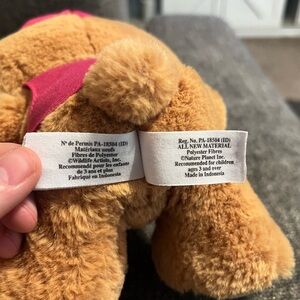 Nº de Permis PA-18504 (ID)
Matériaux neufs
Fibres de Polyester
©Wildlife Artists, Inc.
Recommandé pour les enfants
de 3 ans et plus
Fabriqué en Indonésie
Reg. No. PA-18504 (ID)
ALL NEW MATERIAL
Polyester Fibres
©Nature Planet Inc.
Recommended for children
ages 3 and over
Made in Indonesia